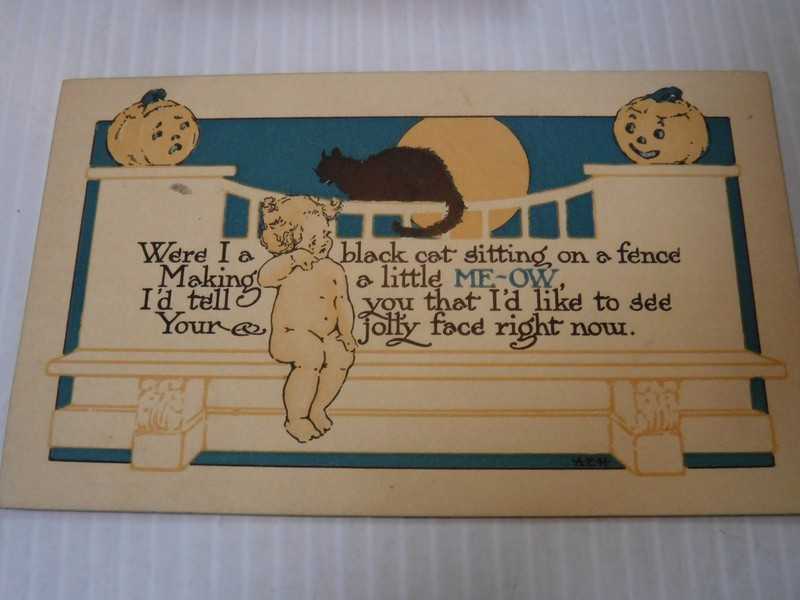 Were I a black cat sitting on a fence
Making a little ME-OW,
I'd tell you that I'd like to see
Your jolly face right now.